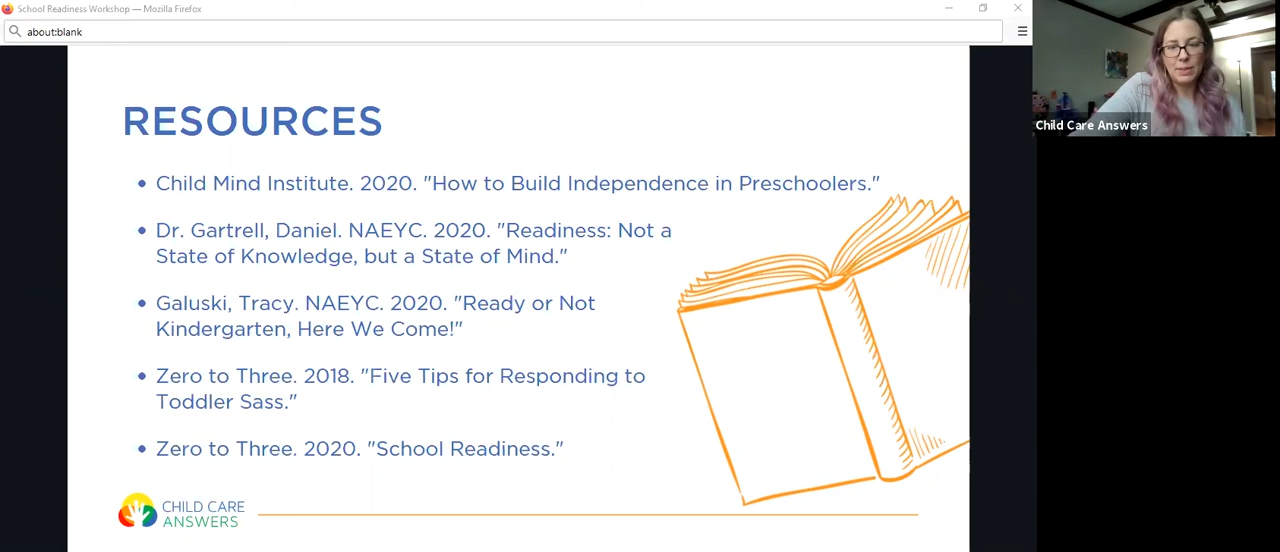 School Readiness Workshop — Mozilla Firefox
about:blank
RESOURCES
• Child Mind Institute. 2020. "How to Build Independence in Preschoolers."
• Dr. Gartrell, Daniel. NAEYC. 2020. "Readiness: Not a
State of Knowledge, but a State of Mind."
• Galuski, Tracy. NAEYC. 2020. "Ready or Not
Kindergarten, Here We Come!"
• Zero to Three. 2018. "Five Tips for Responding to
Toddler Sass."
• Zero to Three. 2020. "School Readiness."
CHILD CARE
ANSWERS
Child Care Answers